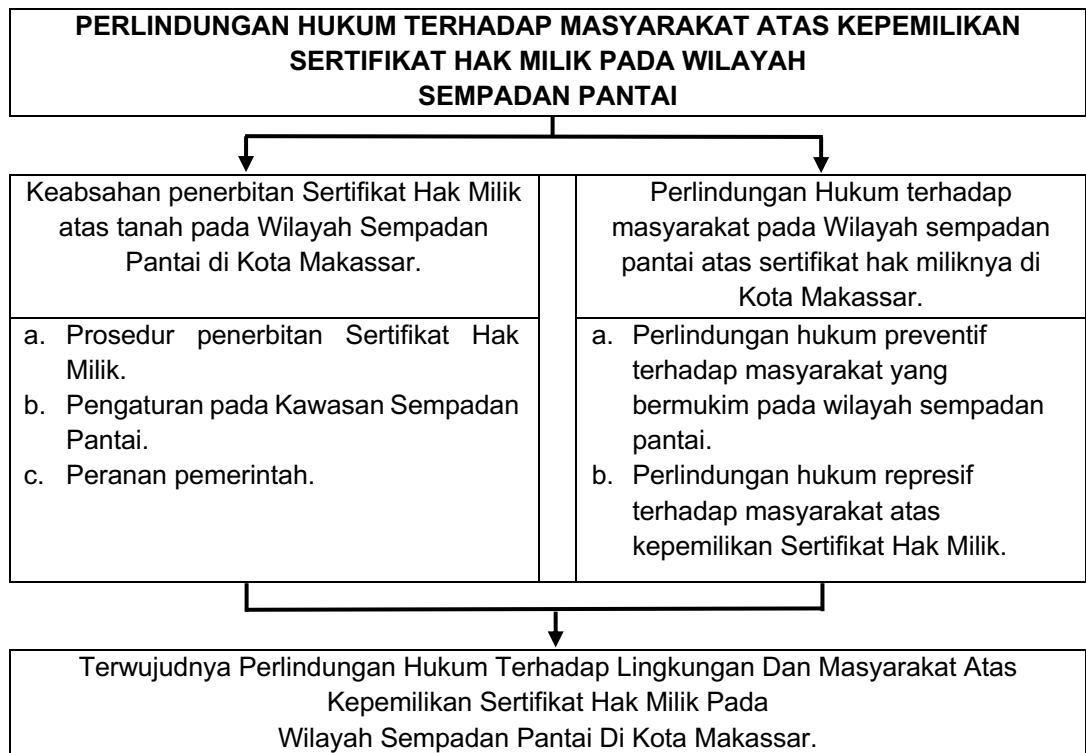 PERLINDUNGAN HUKUM TERHADAP MASYARAKAT ATAS KEPEMILIKAN
SERTIFIKAT HAK MILIK PADA WILAYAH
SEMPADAN PANTAI
Keabsahan penerbitan Sertifikat Hak Milik
atas tanah pada Wilayah Sempadan
Pantai di Kota Makassar.
a. Prosedur penerbitan Sertifikat Hak
Milik.
b. Pengaturan pada Kawasan Sempadan
Pantai.
c. Peranan pemerintah.
Perlindungan Hukum terhadap
masyarakat pada Wilayah sempadan
pantai atas sertifikat hak miliknya di
Kota Makassar.
a. Perlindungan hukum preventif
terhadap masyarakat yang
bermukim pada wilayah sempadan
pantai.
b. Perlindungan hukum represif
terhadap masyarakat atas
kepemilikan Sertifikat Hak Milik.
Terwujudnya Perlindungan Hukum Terhadap Lingkungan Dan Masyarakat Atas
Kepemilikan Sertifikat Hak Milik Pada
Wilayah Sempadan Pantai Di Kota Makassar.